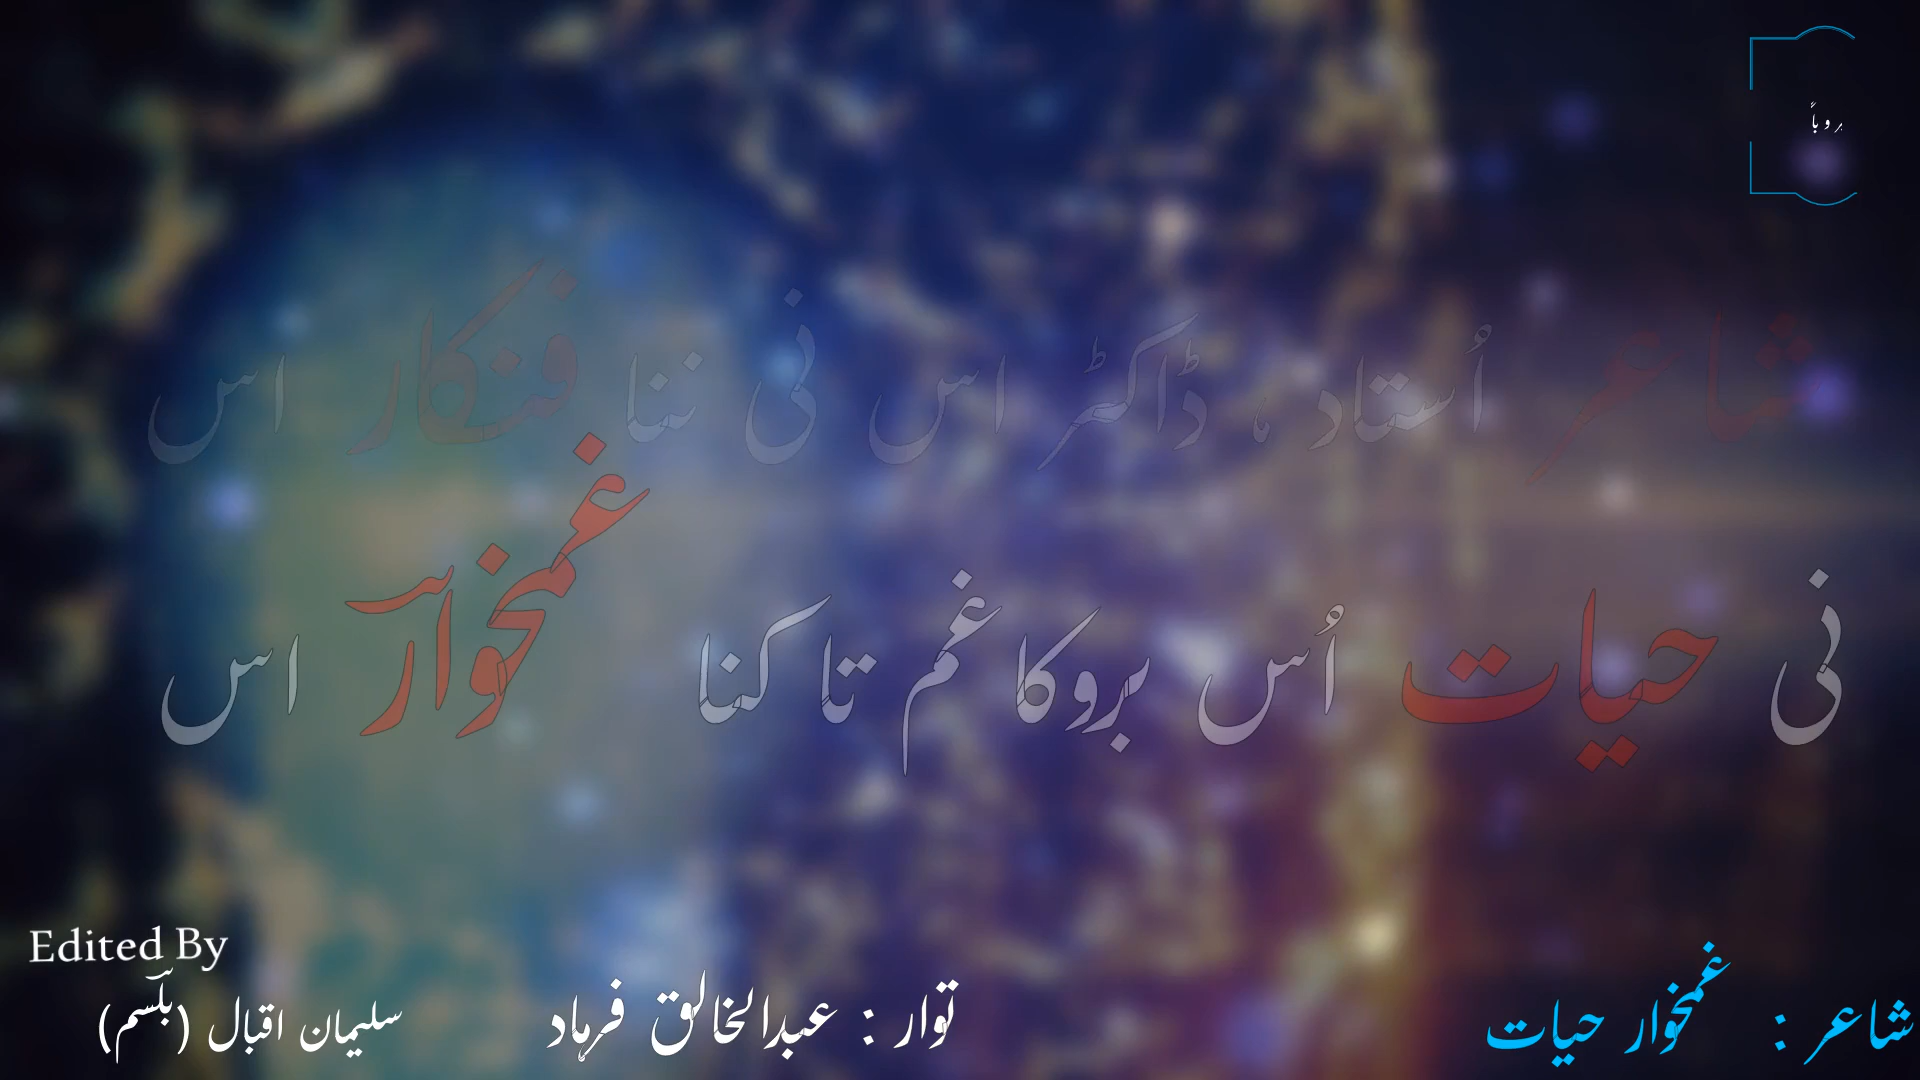 شاعر اُستاد ، ڈاکٹر اس نی ننا فنکار اس
نی حیات اُس بروکا غم تا کنا غمخوارؔ اس
شاعر : غمخوار حیات
توار : عبدالخالق فرہاد
Edited By
سلیمان اقبال (بلؔسم)